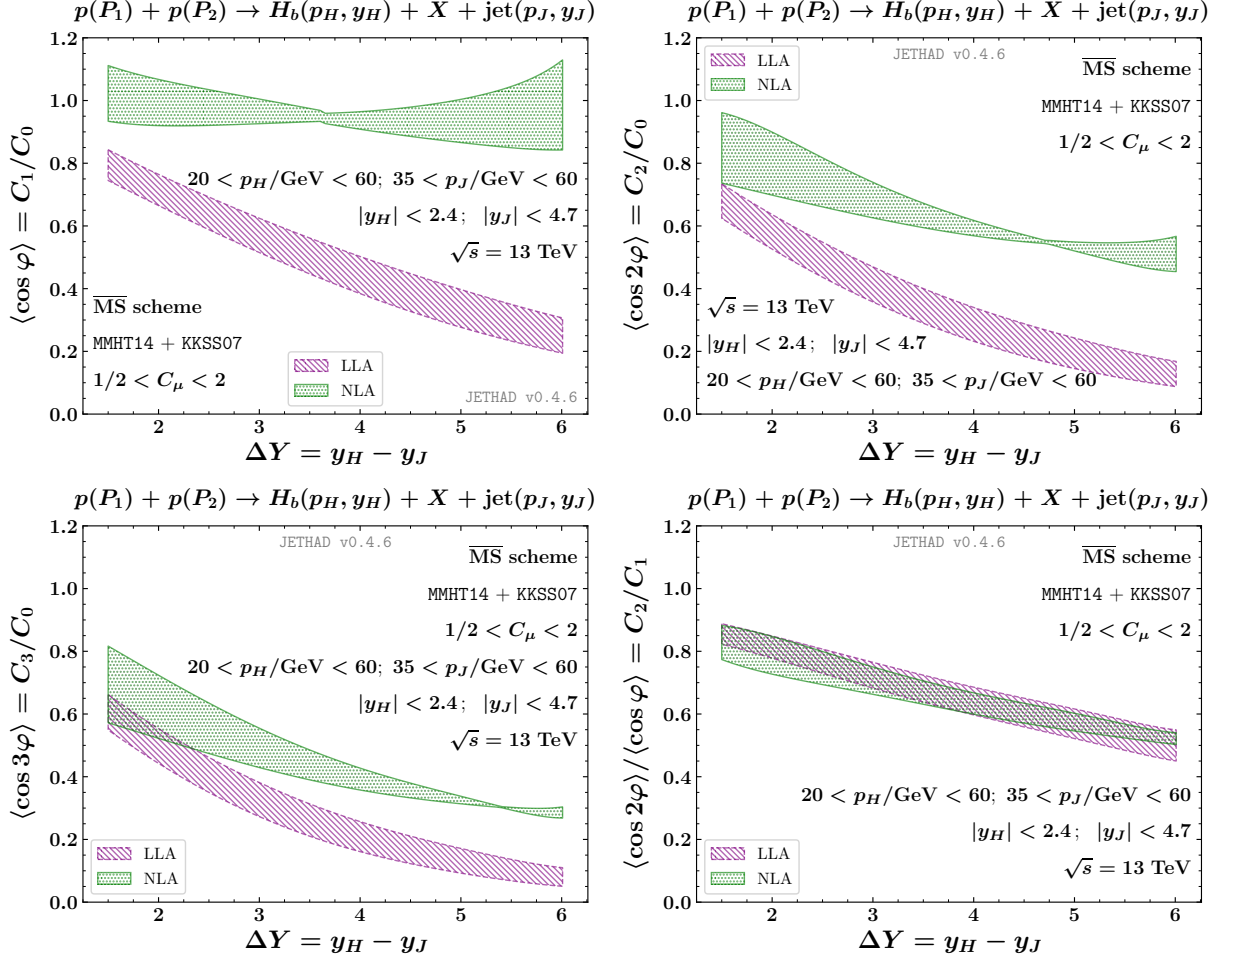 p(P₁) + p(P₂) → H_b(p_H, y_H) + X + jet(p_J, y_J)
⟨cos φ⟩ = C₁/C₀
1.2
1.0
0.8
0.6
0.4
0.2
0.0
20 < p_H/GeV < 60; 35 < p_J/GeV < 60
|y_H| < 2.4; |y_J| < 4.7
√s = 13 TeV
M̅S̅ scheme
MMHT14 + KKSS07
1/2 < C_μ < 2
LLA
NLA
JETHAD v0.4.6
2 3 4 5 6
ΔY = y_H − y_J
p(P₁) + p(P₂) → H_b(p_H, y_H) + X + jet(p_J, y_J)
⟨cos 2φ⟩ = C₂/C₀
1.2
1.0
0.8
0.6
0.4
0.2
0.0
LLA
NLA
JETHAD v0.4.6
M̅S̅ scheme
MMHT14 + KKSS07
1/2 < C_μ < 2
√s = 13 TeV
|y_H| < 2.4; |y_J| < 4.7
20 < p_H/GeV < 60; 35 < p_J/GeV < 60
2 3 4 5 6
ΔY = y_H − y_J
p(P₁) + p(P₂) → H_b(p_H, y_H) + X + jet(p_J, y_J)
⟨cos 3φ⟩ = C₃/C₀
1.2
1.0
0.8
0.6
0.4
0.2
0.0
JETHAD v0.4.6
M̅S̅ scheme
MMHT14 + KKSS07
1/2 < C_μ < 2
20 < p_H/GeV < 60; 35 < p_J/GeV < 60
|y_H| < 2.4; |y_J| < 4.7
√s = 13 TeV
LLA
NLA
2 3 4 5 6
ΔY = y_H − y_J
p(P₁) + p(P₂) → H_b(p_H, y_H) + X + jet(p_J, y_J)
⟨cos 2φ⟩/⟨cos φ⟩ = C₂/C₁
1.2
1.0
0.8
0.6
0.4
0.2
0.0
JETHAD v0.4.6
M̅S̅ scheme
MMHT14 + KKSS07
1/2 < C_μ < 2
20 < p_H/GeV < 60; 35 < p_J/GeV < 60
|y_H| < 2.4; |y_J| < 4.7
√s = 13 TeV
LLA
NLA
2 3 4 5 6
ΔY = y_H − y_J